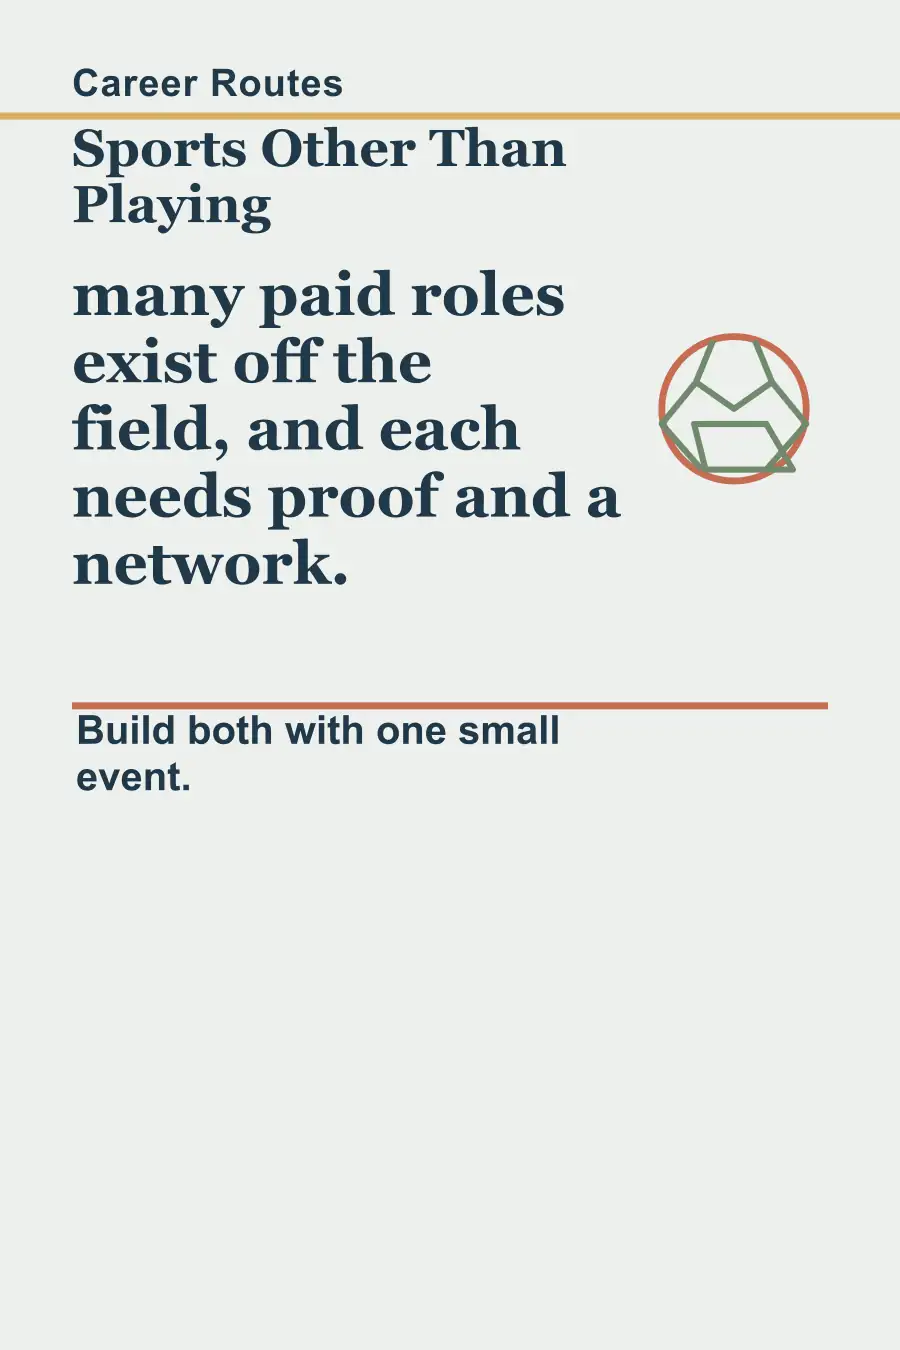 Career Routes
Sports Other Than
Playing
many paid roles
exist off the
field, and each
needs proof and a
network.
Build both with one small
event.